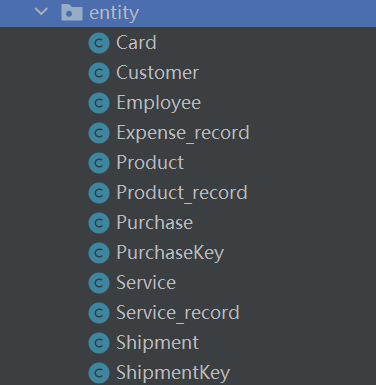 entity
Card
Customer
Employee
Expense_record
Product
Product_record
Purchase
PurchaseKey
Service
Service_record
Shipment
ShipmentKey